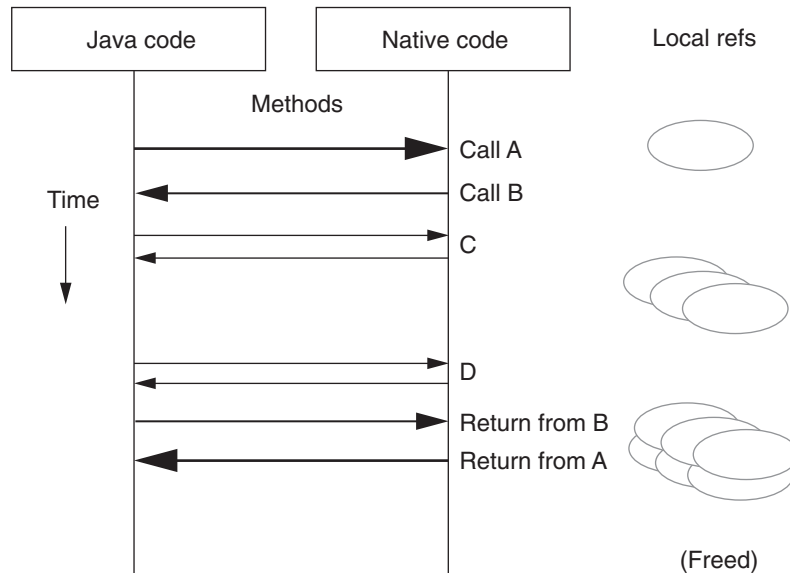 Java code
Native code
Local refs
Methods
Call A
Call B
Time
C
D
Return from B
Return from A
(Freed)